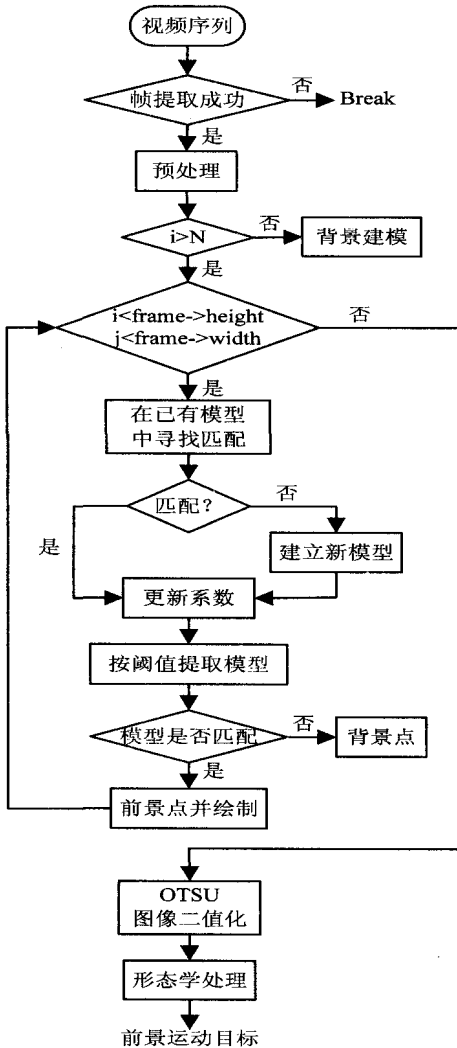 视频序列
帧提取成功
否
Break
是
预处理
i>N
否
背景建模
是
i<frame->height
j<frame->width
否
是
在已有模型
中寻找匹配
匹配?
否
是
建立新模型
更新系数
按阈值提取模型
模型是否匹配
否
背景点
是
前景点并绘制
OTSU
图像二值化
形态学处理
前景运动目标